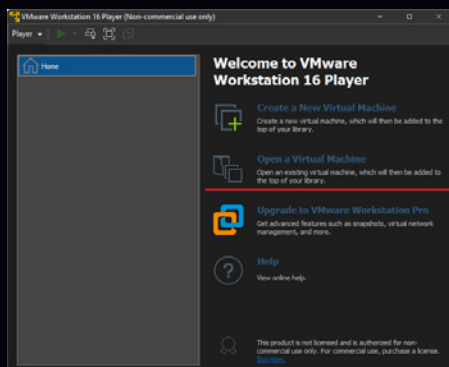 VMware Workstation 16 Player (Non-commercial use only)
Player
Home
Welcome to VMware
Workstation 16 Player
Create a New Virtual Machine
Create a new virtual machine, which will then be added to the
top of your library.
Open a Virtual Machine
Open an existing virtual machine, which will then be added to
the top of your library.
Upgrade to VMware Workstation Pro
Get advanced features such as snapshots, virtual network
management, and more.
Help
View online help.
This product is not licensed and is authorized for non-
commercial use only. For commercial use, purchase a license.
Buy now.